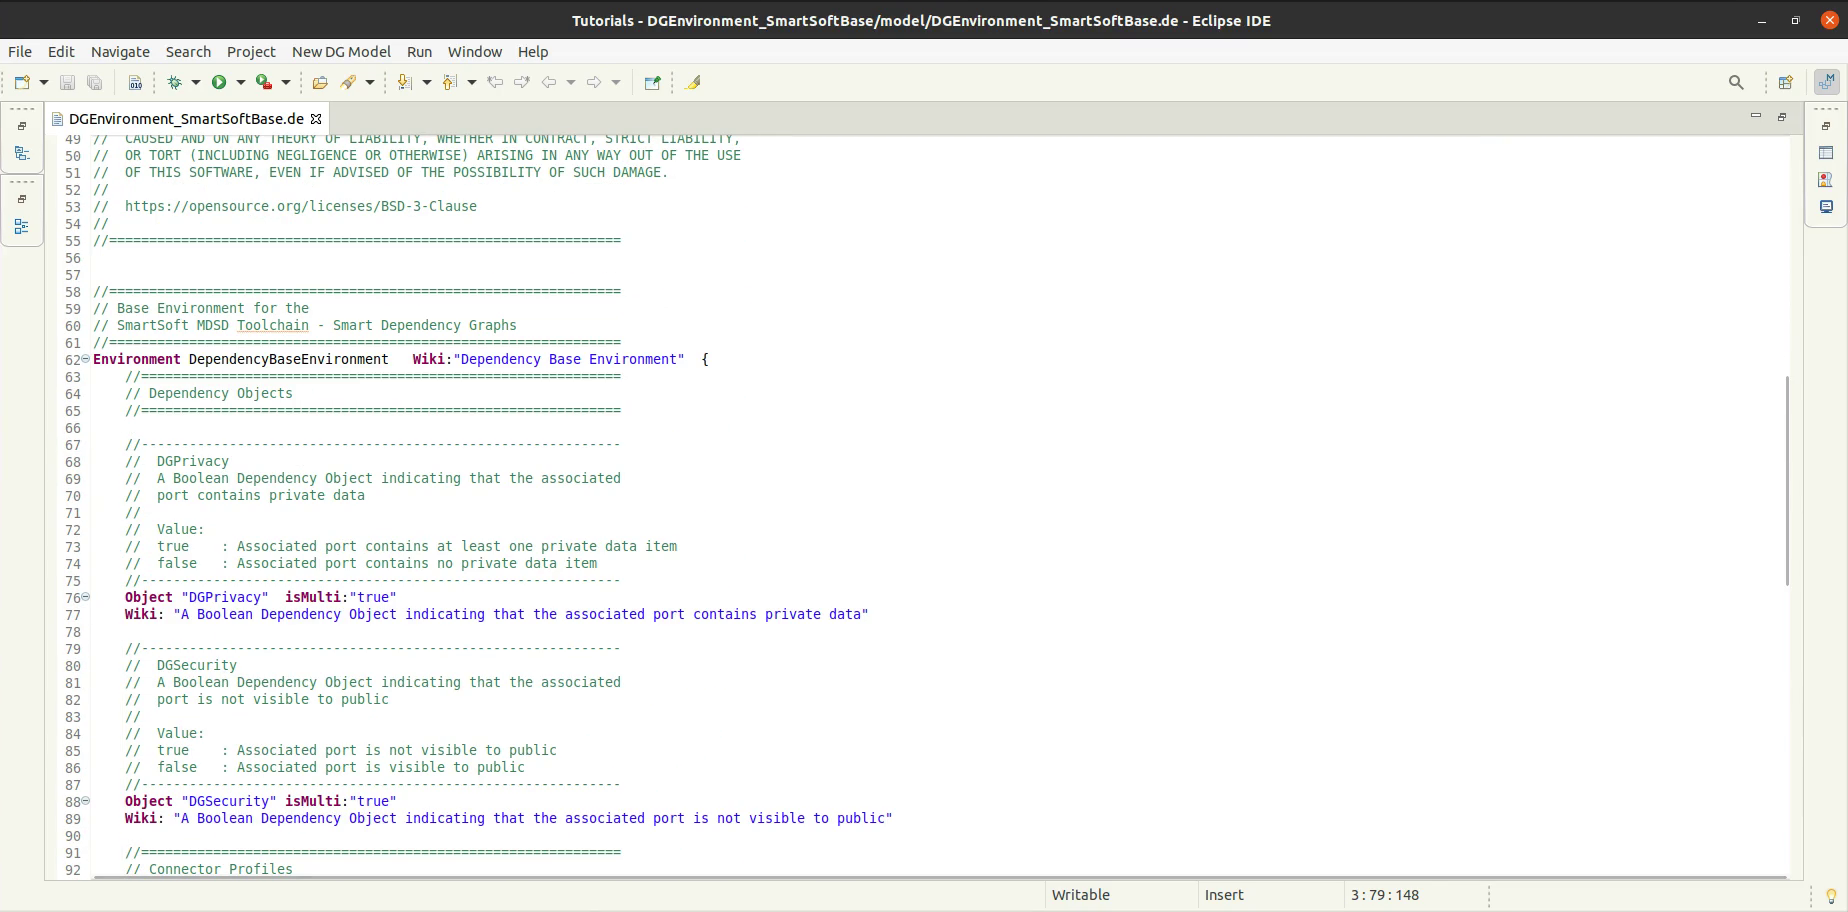 Tutorials - DGEnvironment_SmartSoftBase/model/DGEnvironment_SmartSoftBase.de - Eclipse IDE
File Edit Navigate Search Project New DG Model Run Window Help
DGEnvironment_SmartSoftBase.de
49 //  CAUSED AND ON ANY THEORY OF LIABILITY, WHETHER IN CONTRACT, STRICT LIABILITY,
50 //  OR TORT (INCLUDING NEGLIGENCE OR OTHERWISE) ARISING IN ANY WAY OUT OF THE USE
51 //  OF THIS SOFTWARE, EVEN IF ADVISED OF THE POSSIBILITY OF SUCH DAMAGE.
52 //
53 //  https://opensource.org/licenses/BSD-3-Clause
54 //
55 //================================================================
56
57
58 //================================================================
59 // Base Environment for the
60 // SmartSoft MDSD Toolchain - Smart Dependency Graphs
61 //================================================================
62 Environment DependencyBaseEnvironment   Wiki:"Dependency Base Environment"  {
63     //============================================================
64     // Dependency Objects
65     //============================================================
66
67     //------------------------------------------------------------
68     //  DGPrivacy
69     //  A Boolean Dependency Object indicating that the associated
70     //  port contains private data
71     //
72     //  Value:
73     //  true    : Associated port contains at least one private data item
74     //  false   : Associated port contains no private data item
75     //------------------------------------------------------------
76     Object "DGPrivacy"  isMulti:"true"
77     Wiki: "A Boolean Dependency Object indicating that the associated port contains private data"
78
79     //------------------------------------------------------------
80     //  DGSecurity
81     //  A Boolean Dependency Object indicating that the associated
82     //  port is not visible to public
83     //
84     //  Value:
85     //  true    : Associated port is not visible to public
86     //  false   : Associated port is visible to public
87     //------------------------------------------------------------
88     Object "DGSecurity" isMulti:"true"
89     Wiki: "A Boolean Dependency Object indicating that the associated port is not visible to public"
90
91     //============================================================
92     // Connector Profiles
Writable Insert 3 : 79 : 148